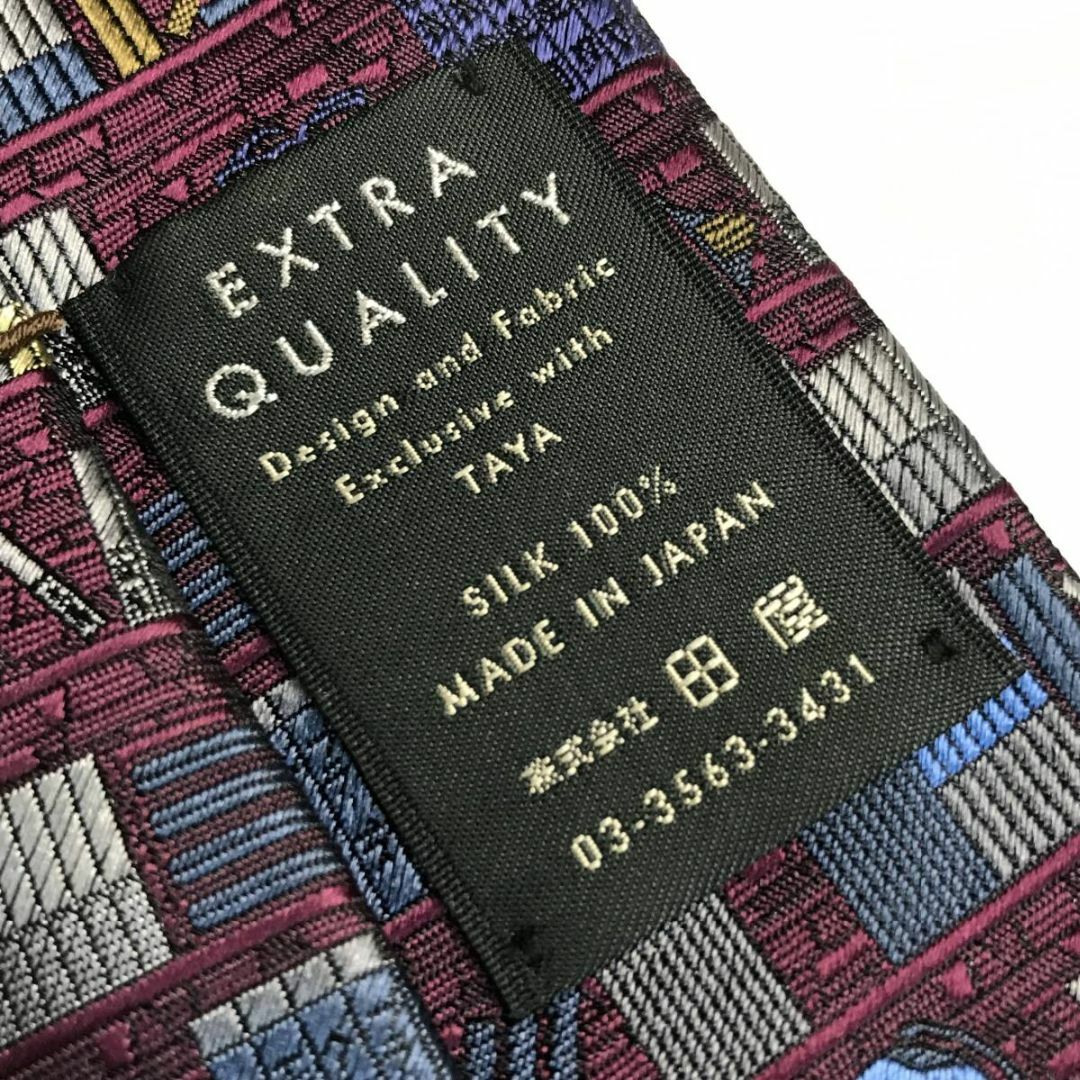 EXTRA
QUALITY
Design and Fabric
Exclusive with
TAYA
SILK 100%
MADE IN JAPAN
株式会社 田屋
03-3563-3431